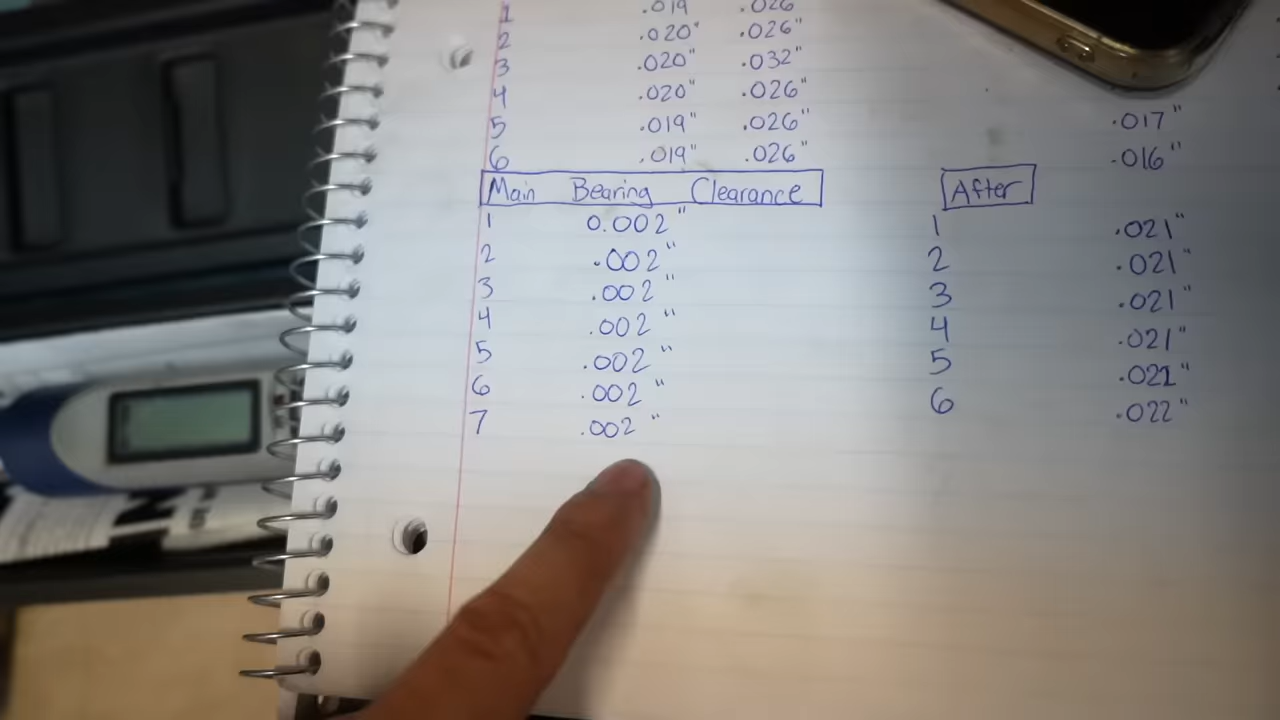 1 .019 .026
2 .020" .026"
3 .020" .032"
4 .020" .026"
5 .019" .026" .017"
6 .019" .026" .016"
Main Bearing Clearance After
1 0.002" 1 .021"
2 .002" 2 .021"
3 .002" 3 .021"
4 .002" 4 .021"
5 .002" 5 .021"
6 .002" 6 .022"
7 .002"
N